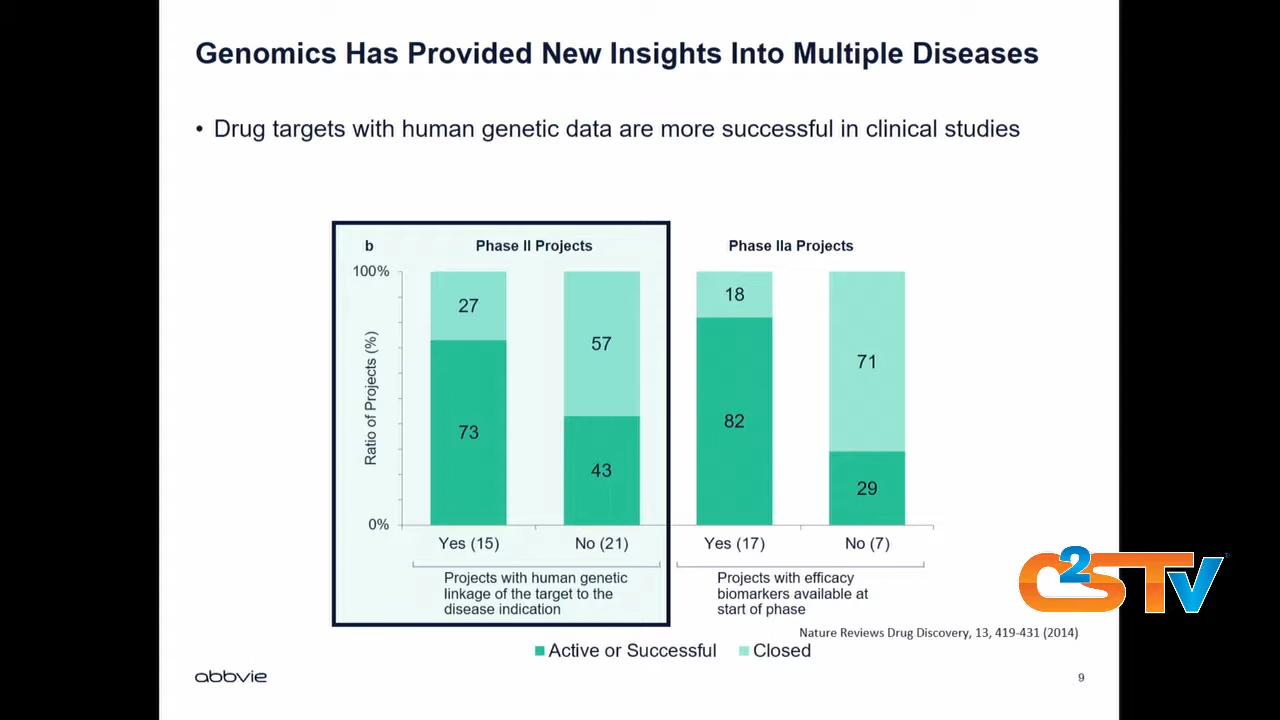 Genomics Has Provided New Insights Into Multiple Diseases
• Drug targets with human genetic data are more successful in clinical studies
b
Phase II Projects
Phase IIa Projects
100%
0%
Ratio of Projects (%)
27
73
57
43
18
82
71
29
Yes (15)
No (21)
Yes (17)
No (7)
Projects with human genetic
linkage of the target to the
disease indication
Projects with efficacy
biomarkers available at
start of phase
Nature Reviews Drug Discovery, 13, 419-431 (2014)
Active or Successful
Closed
abbvie
9
C2STV